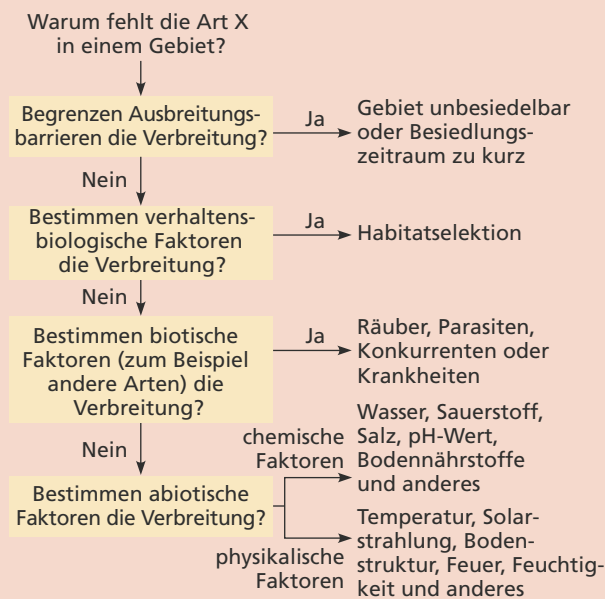 Warum fehlt die Art X
in einem Gebiet?
Begrenzen Ausbreitungs-
barrieren die Verbreitung?
Ja
Gebiet unbesiedelbar
oder Besiedlungs-
zeitraum zu kurz
Nein
Bestimmen verhaltens-
biologische Faktoren
die Verbreitung?
Ja
Habitatselektion
Nein
Bestimmen biotische
Faktoren (zum Beispiel
andere Arten) die
Verbreitung?
Ja
Räuber, Parasiten,
Konkurrenten oder
Krankheiten
Nein
Bestimmen abiotische
Faktoren die Verbreitung?
chemische
Faktoren
Wasser, Sauerstoff,
Salz, pH-Wert,
Bodennährstoffe
und anderes
physikalische
Faktoren
Temperatur, Solar-
strahlung, Boden-
struktur, Feuer, Feuchtig-
keit und anderes